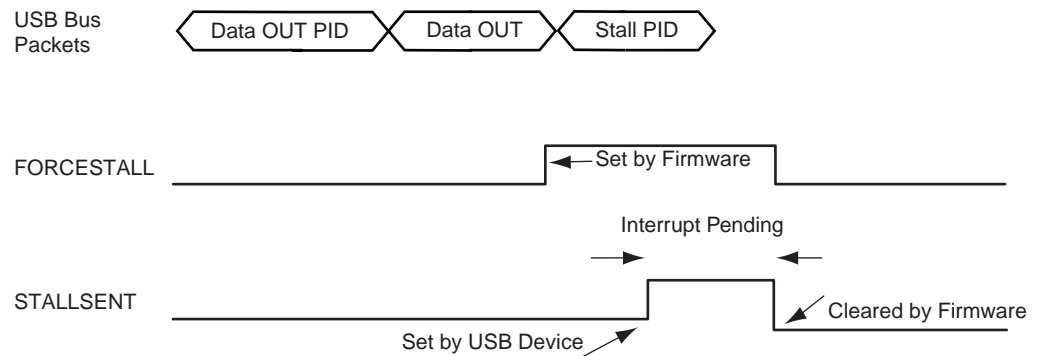 USB Bus
Packets
Data OUT PID
Data OUT
Stall PID
FORCESTALL
Set by Firmware
Interrupt Pending
STALLSENT
Cleared by Firmware
Set by USB Device